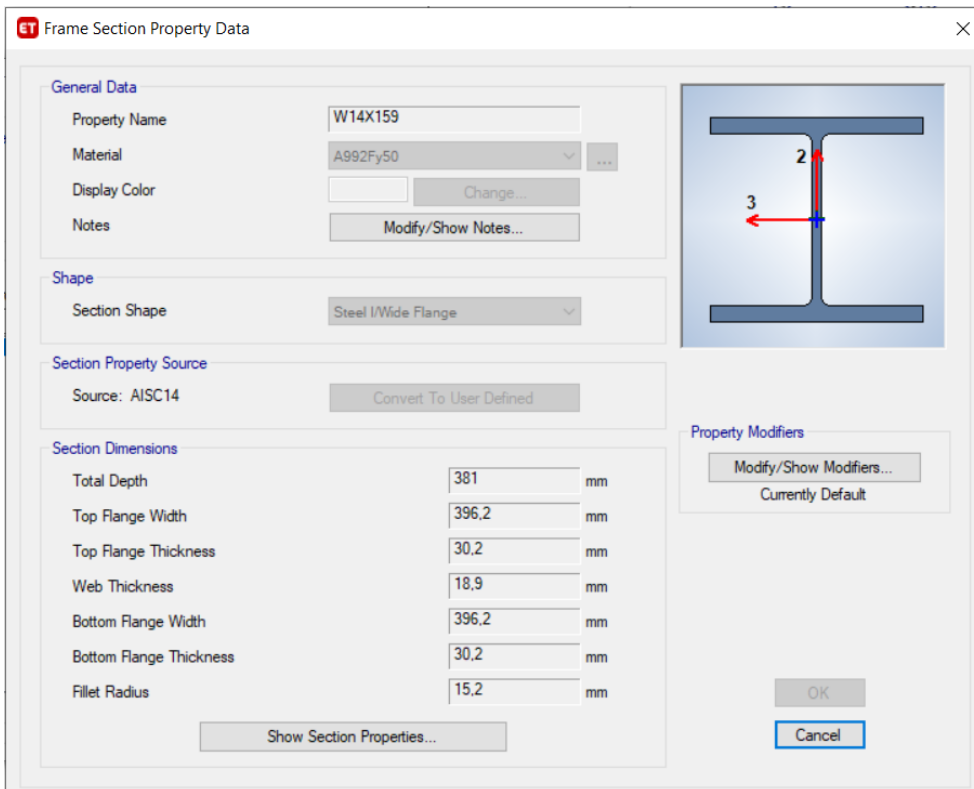 ET Frame Section Property Data
General Data
Property Name W14X159
Material A992Fy50 ...
Display Color Change...
Notes Modify/Show Notes...
2
3
Shape
Section Shape Steel I/Wide Flange
Section Property Source
Source: AISC14 Convert To User Defined
Section Dimensions
Total Depth 381 mm
Top Flange Width 396,2 mm
Top Flange Thickness 30,2 mm
Web Thickness 18,9 mm
Bottom Flange Width 396,2 mm
Bottom Flange Thickness 30,2 mm
Fillet Radius 15,2 mm
Show Section Properties...
Property Modifiers
Modify/Show Modifiers...
Currently Default
OK
Cancel